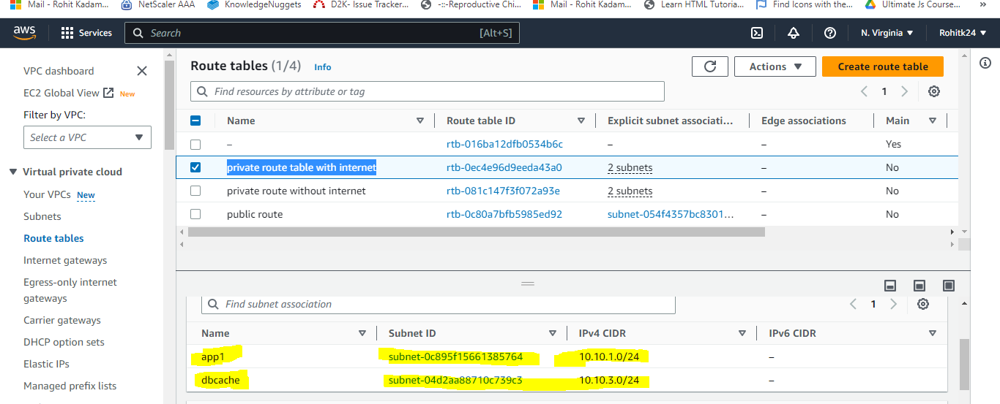 Mail - Rohit Kadam... NetScaler AAA KnowledgeNuggets D2K- Issue Tracker... -::-Reproductive Chi... Mail - Rohit Kadam... Learn HTML Tutoria... Find Icons with the... Ultimate Js Course... »
aws Services Search [Alt+S] N. Virginia ▼ Rohitk24 ▼
VPC dashboard
EC2 Global View New
Filter by VPC:
Select a VPC
Virtual private cloud
Your VPCs New
Subnets
Route tables
Internet gateways
Egress-only internet
gateways
Carrier gateways
DHCP option sets
Elastic IPs
Managed prefix lists
Route tables (1/4) Info Actions ▼ Create route table
Find resources by attribute or tag 1
Name Route table ID Explicit subnet associati... Edge associations Main
– rtb-016ba12dfb0534b6c – – Yes
private route table with internet rtb-0ec4e96d9eeda43a0 2 subnets – No
private route without internet rtb-081c147f3f072a93e 2 subnets – No
public route rtb-0c80a7bfb5985ed92 subnet-054f4357bc8301... – No
Find subnet association 1
Name Subnet ID IPv4 CIDR IPv6 CIDR
app1 subnet-0c895f15661385764 10.10.1.0/24 –
dbcache subnet-04d2aa88710c739c3 10.10.3.0/24 –